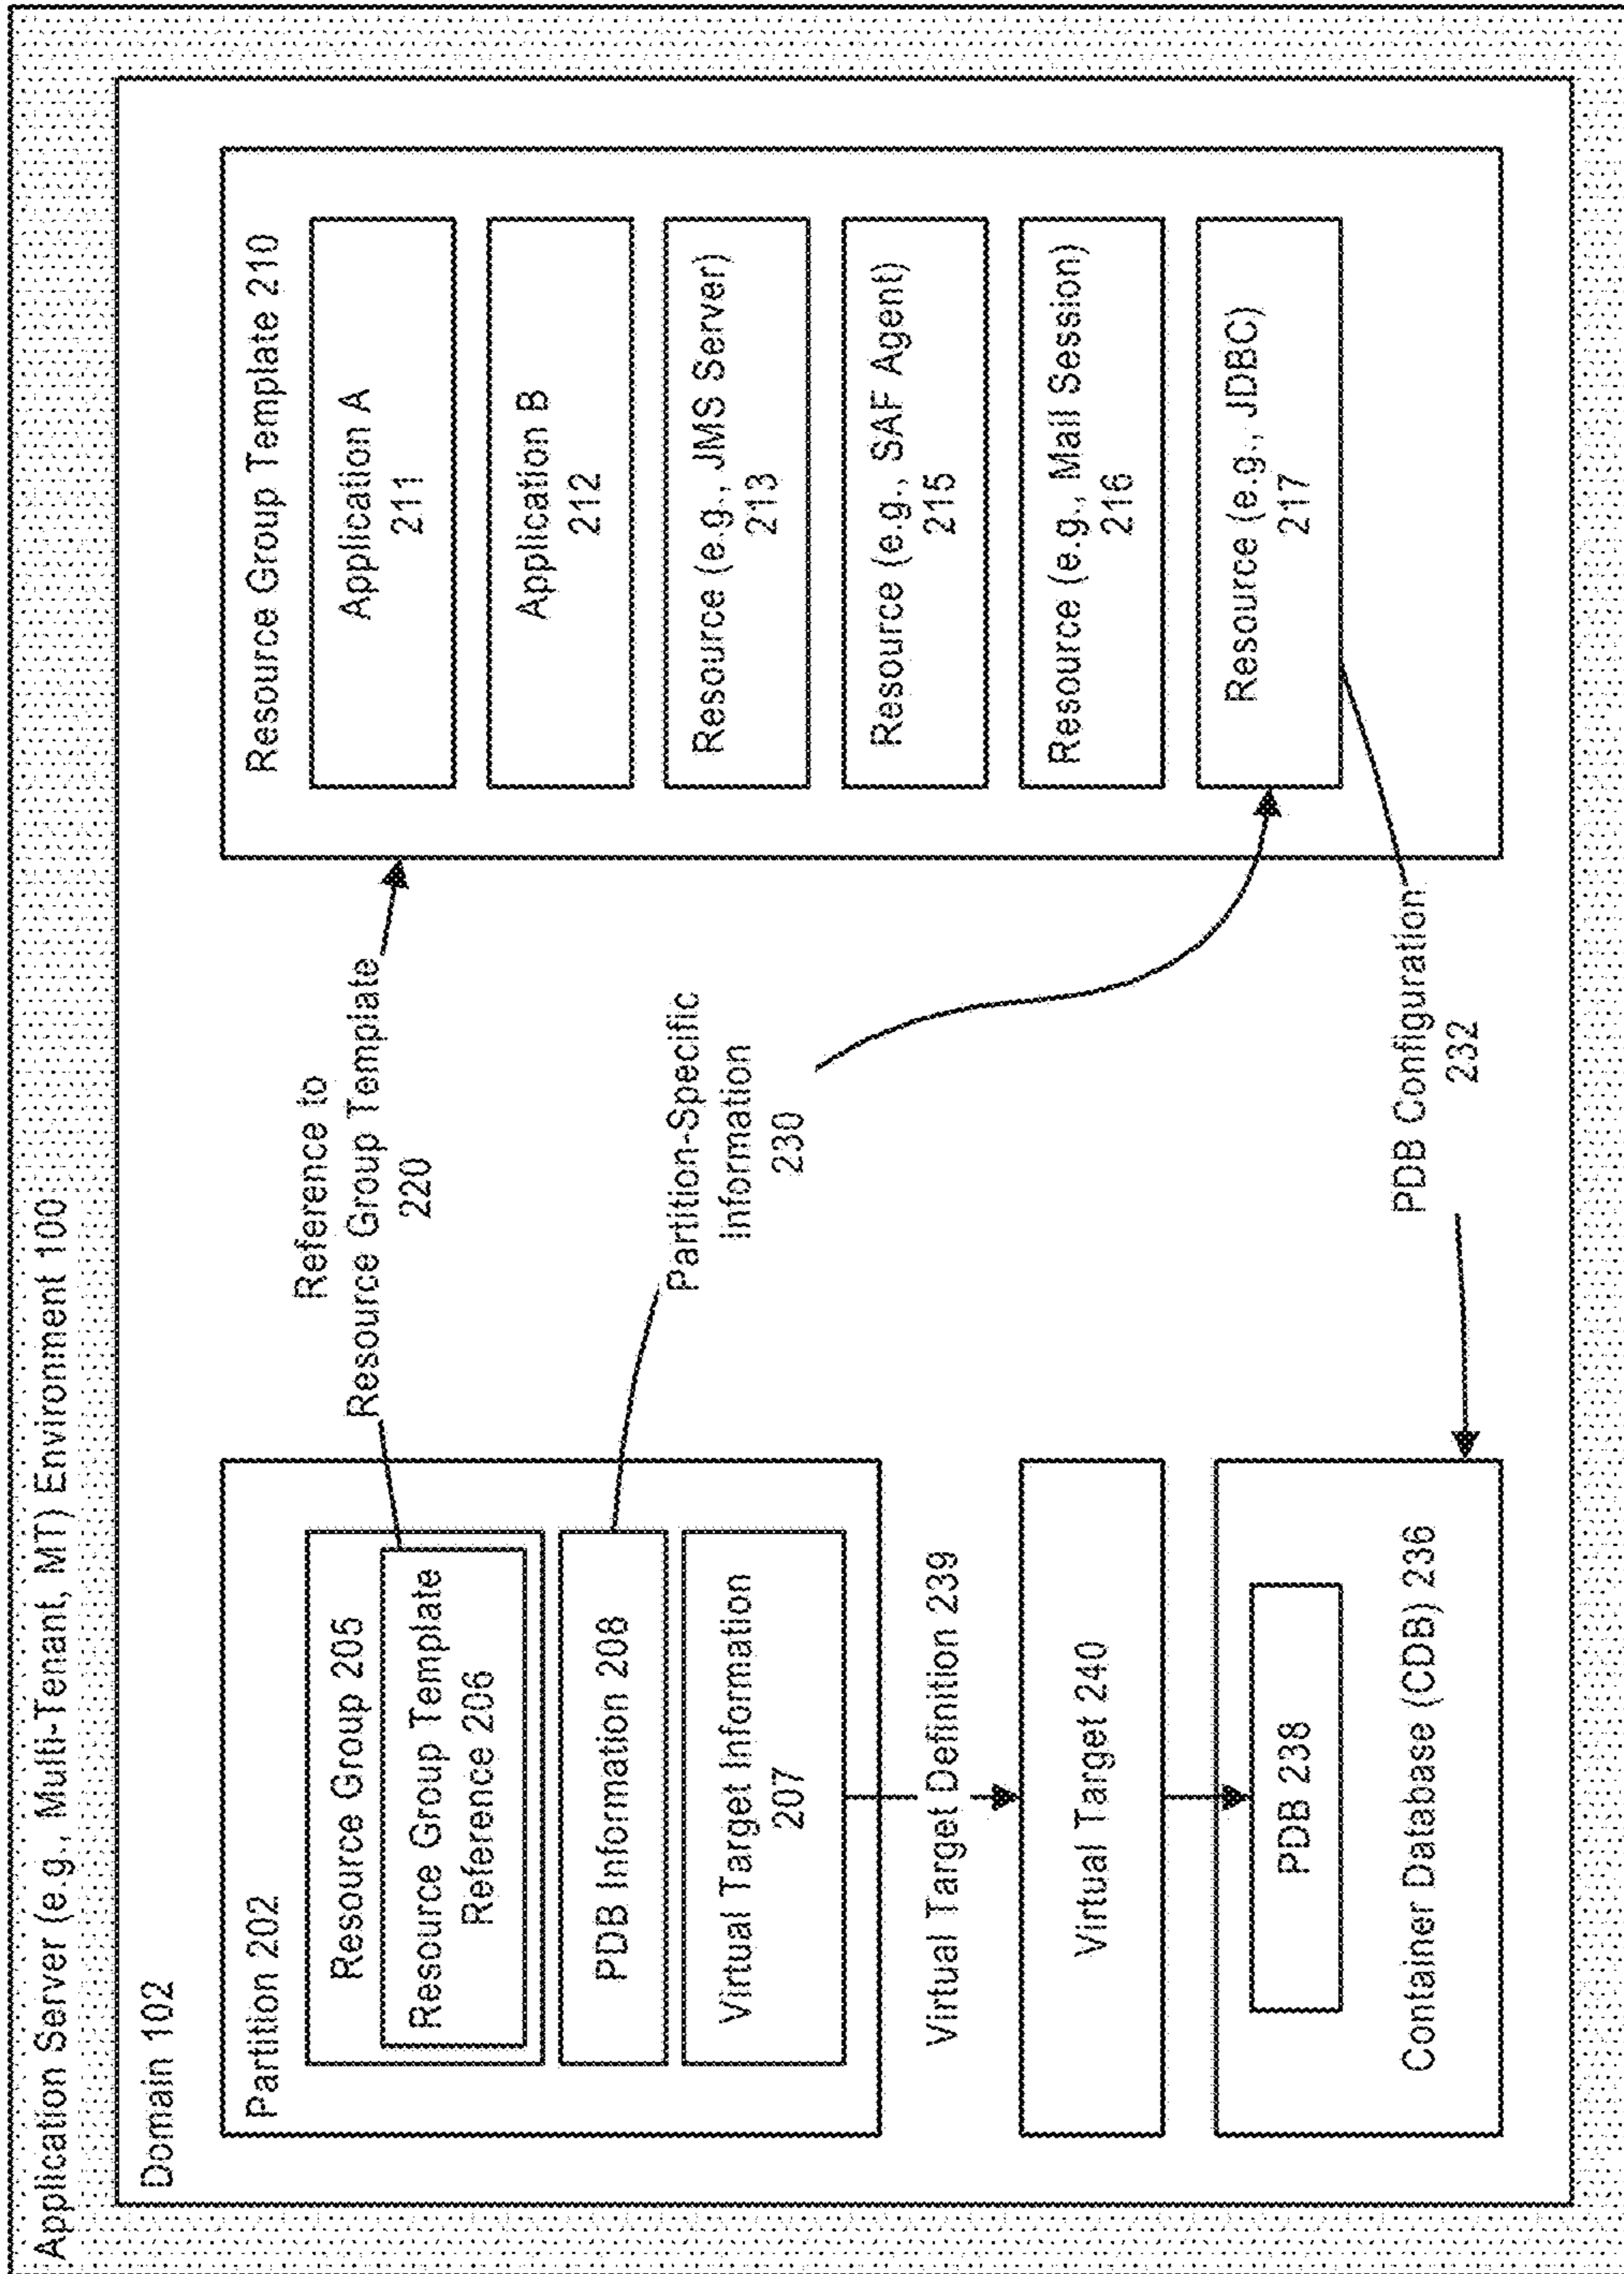 Application Server (e.g., Multi-Tenant, MT) Environment 100
Domain 102
Partition 202
Resource Group 205
Resource Group Template
Reference 206
PDB Information 208
Virtual Target Information
207
Virtual Target Definition 239
Virtual Target 240
PDB 238
Container Database (CDB) 236
Reference to
Resource Group Template
220
Partition-Specific
Information
230
PDB Configuration
232
Resource Group Template 210
Application A
211
Application B
212
Resource (e.g., JMS Server)
213
Resource (e.g., SAF Agent)
215
Resource (e.g., Mail Session)
216
Resource (e.g., JDBC)
217